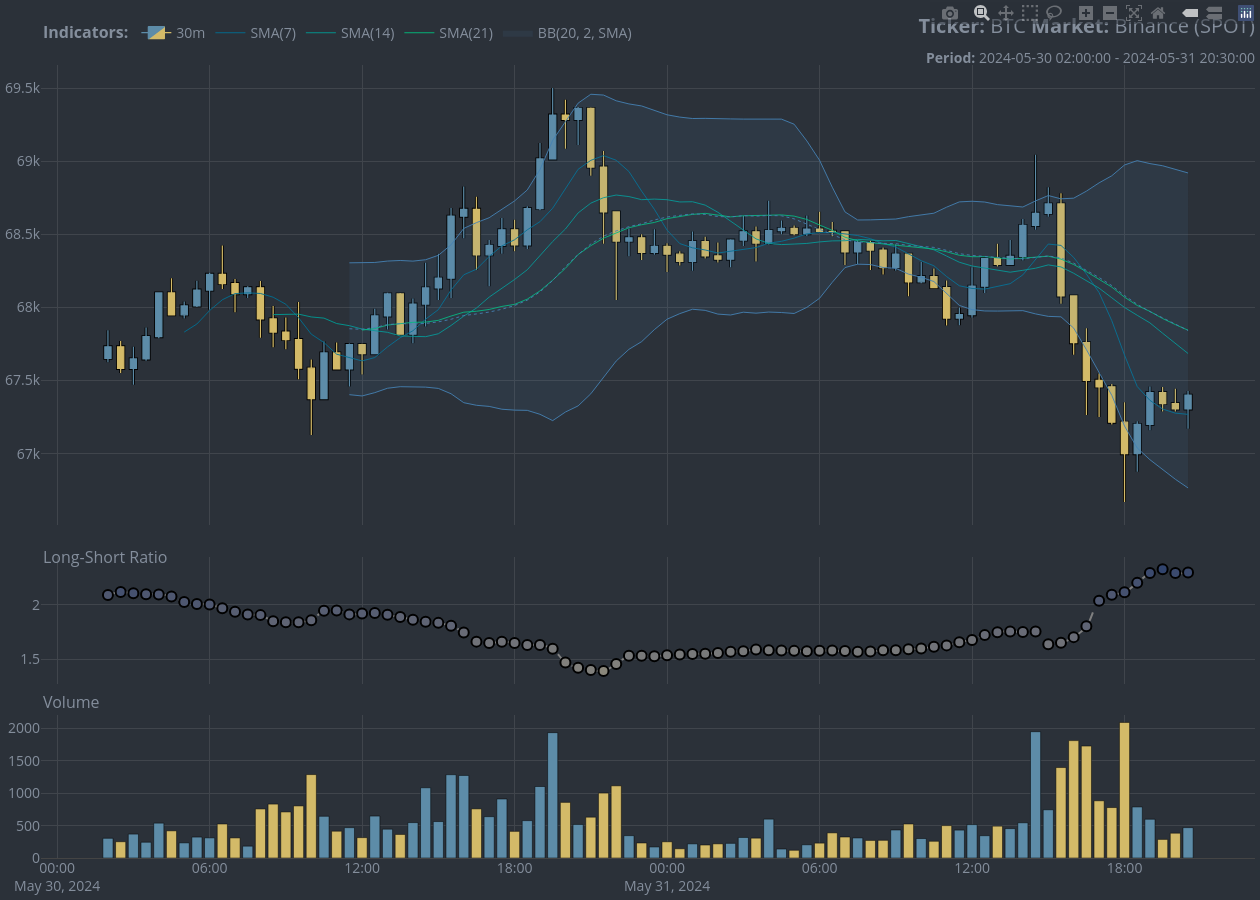 Indicators: 30m SMA(7) SMA(14) SMA(21) BB(20, 2, SMA)
Ticker: BTC Market: Binance (SPOT)
Period: 2024-05-30 02:00:00 - 2024-05-31 20:30:00
69.5k
69k
68.5k
68k
67.5k
67k
Long-Short Ratio
2
1.5
Volume
2000
1500
1000
500
0
00:00 06:00 12:00 18:00 00:00 06:00 12:00 18:00
May 30, 2024 May 31, 2024